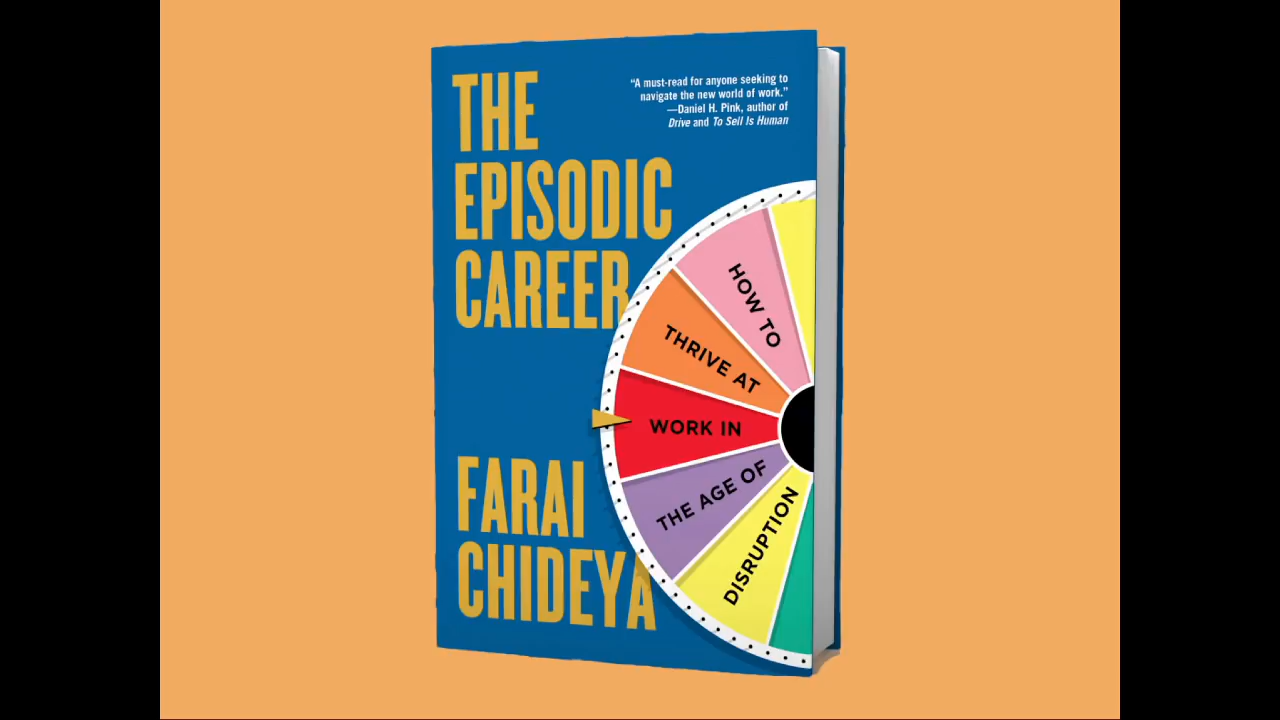 THE
EPISODIC
CAREER
“A must-read for anyone seeking to
navigate the new world of work.”
—Daniel H. Pink, author of
Drive and To Sell Is Human
HOW TO
THRIVE AT
WORK IN
THE AGE OF
DISRUPTION
FARAI
CHIDEYA